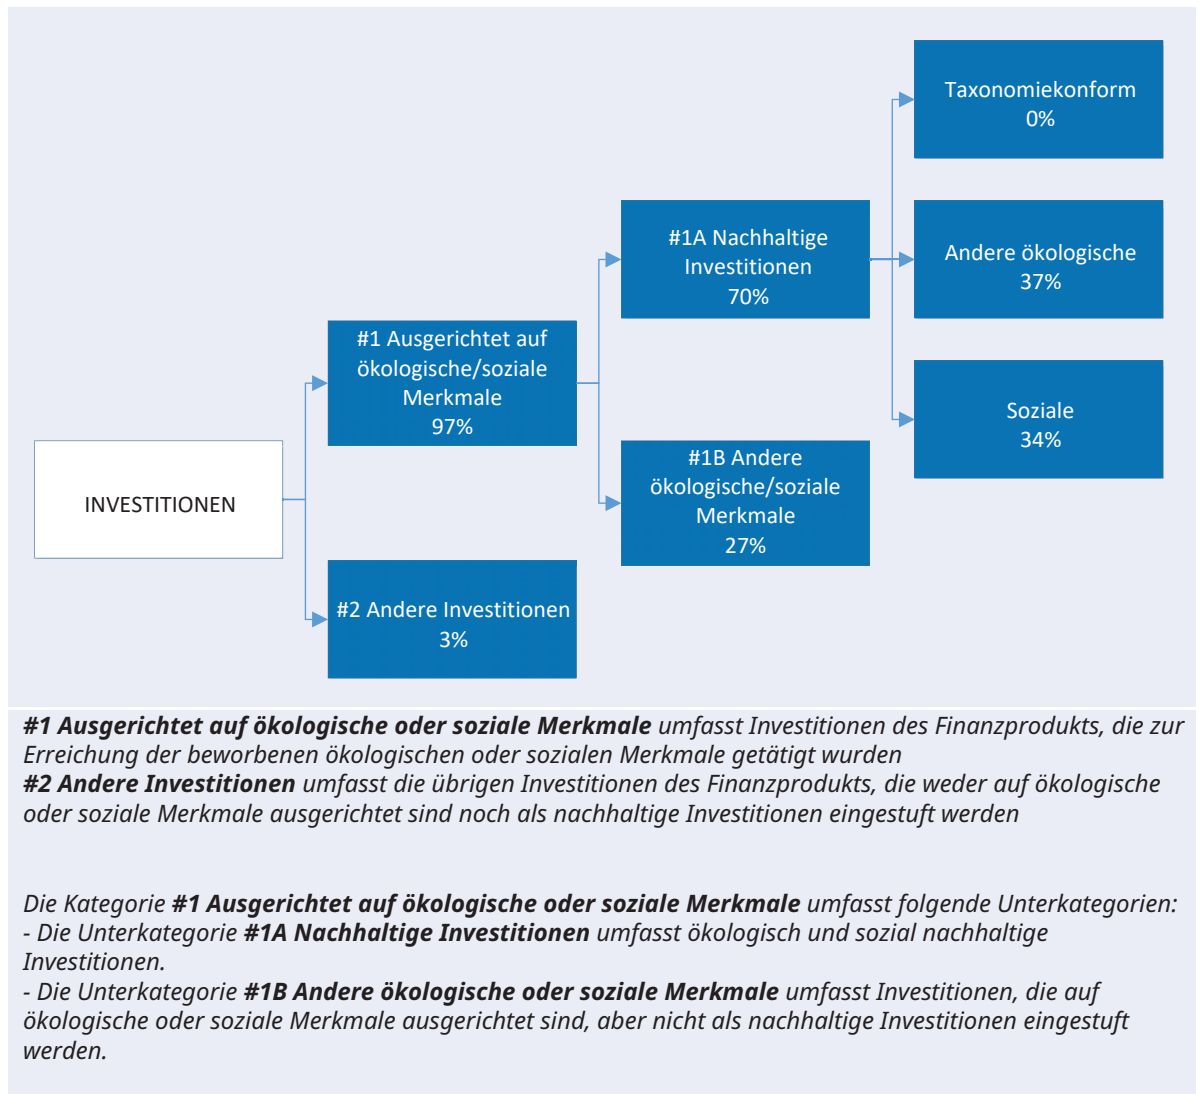 Taxonomiekonform
0%
#1A Nachhaltige
Investitionen
70%
Andere ökologische
37%
#1 Ausgerichtet auf
ökologische/soziale
Merkmale
97%
Soziale
34%
INVESTITIONEN
#1B Andere
ökologische/soziale
Merkmale
27%
#2 Andere Investitionen
3%
#1 Ausgerichtet auf ökologische oder soziale Merkmale umfasst Investitionen des Finanzprodukts, die zur
Erreichung der beworbenen ökologischen oder sozialen Merkmale getätigt wurden
#2 Andere Investitionen umfasst die übrigen Investitionen des Finanzprodukts, die weder auf ökologische
oder soziale Merkmale ausgerichtet sind noch als nachhaltige Investitionen eingestuft werden
Die Kategorie #1 Ausgerichtet auf ökologische oder soziale Merkmale umfasst folgende Unterkategorien:
- Die Unterkategorie #1A Nachhaltige Investitionen umfasst ökologisch und sozial nachhaltige
Investitionen.
- Die Unterkategorie #1B Andere ökologische oder soziale Merkmale umfasst Investitionen, die auf
ökologische oder soziale Merkmale ausgerichtet sind, aber nicht als nachhaltige Investitionen eingestuft
werden.